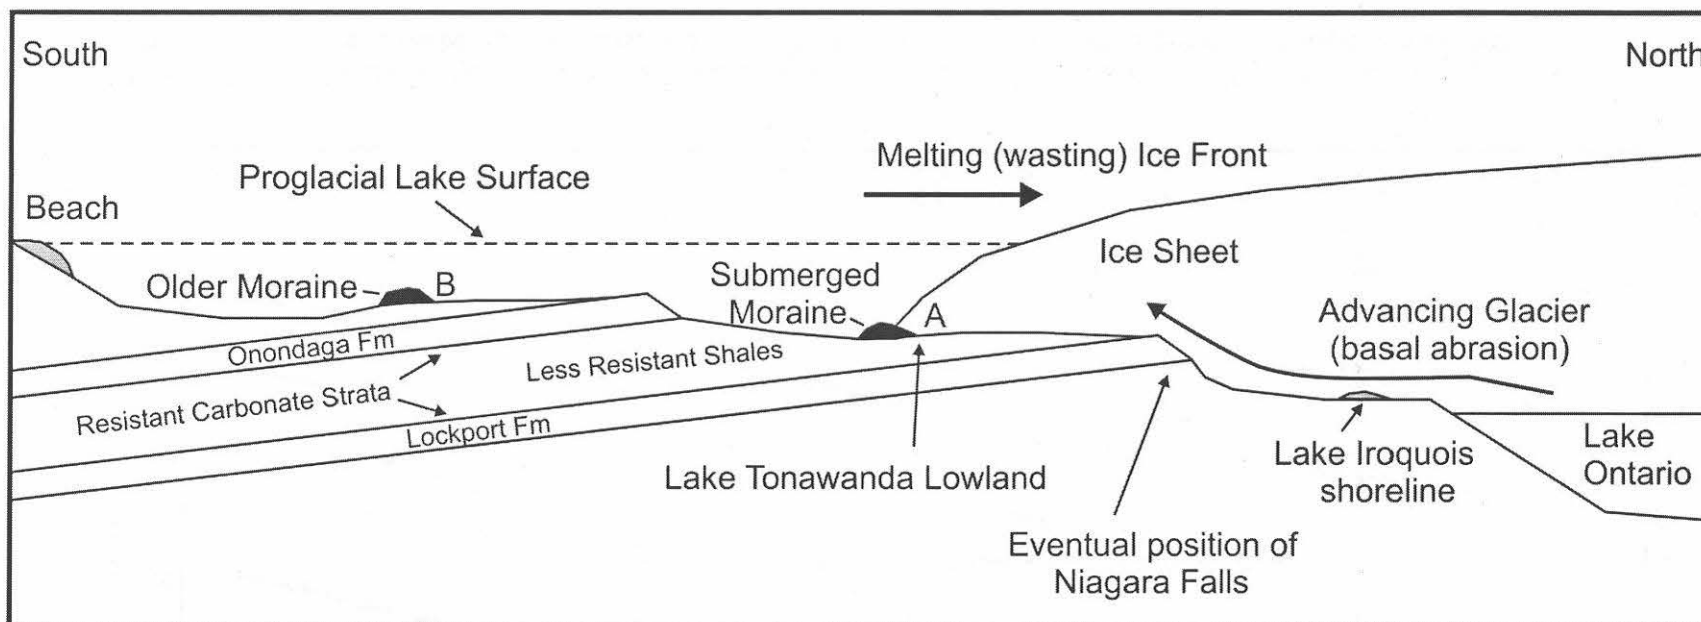 South
North
Melting (wasting) Ice Front
Proglacial Lake Surface
Beach
Ice Sheet
Older Moraine
B
Submerged
Moraine
A
Advancing Glacier
(basal abrasion)
Onondaga Fm
Less Resistant Shales
Resistant Carbonate Strata
Lockport Fm
Lake Tonawanda Lowland
Lake Iroquois
shoreline
Lake
Ontario
Eventual position of
Niagara Falls